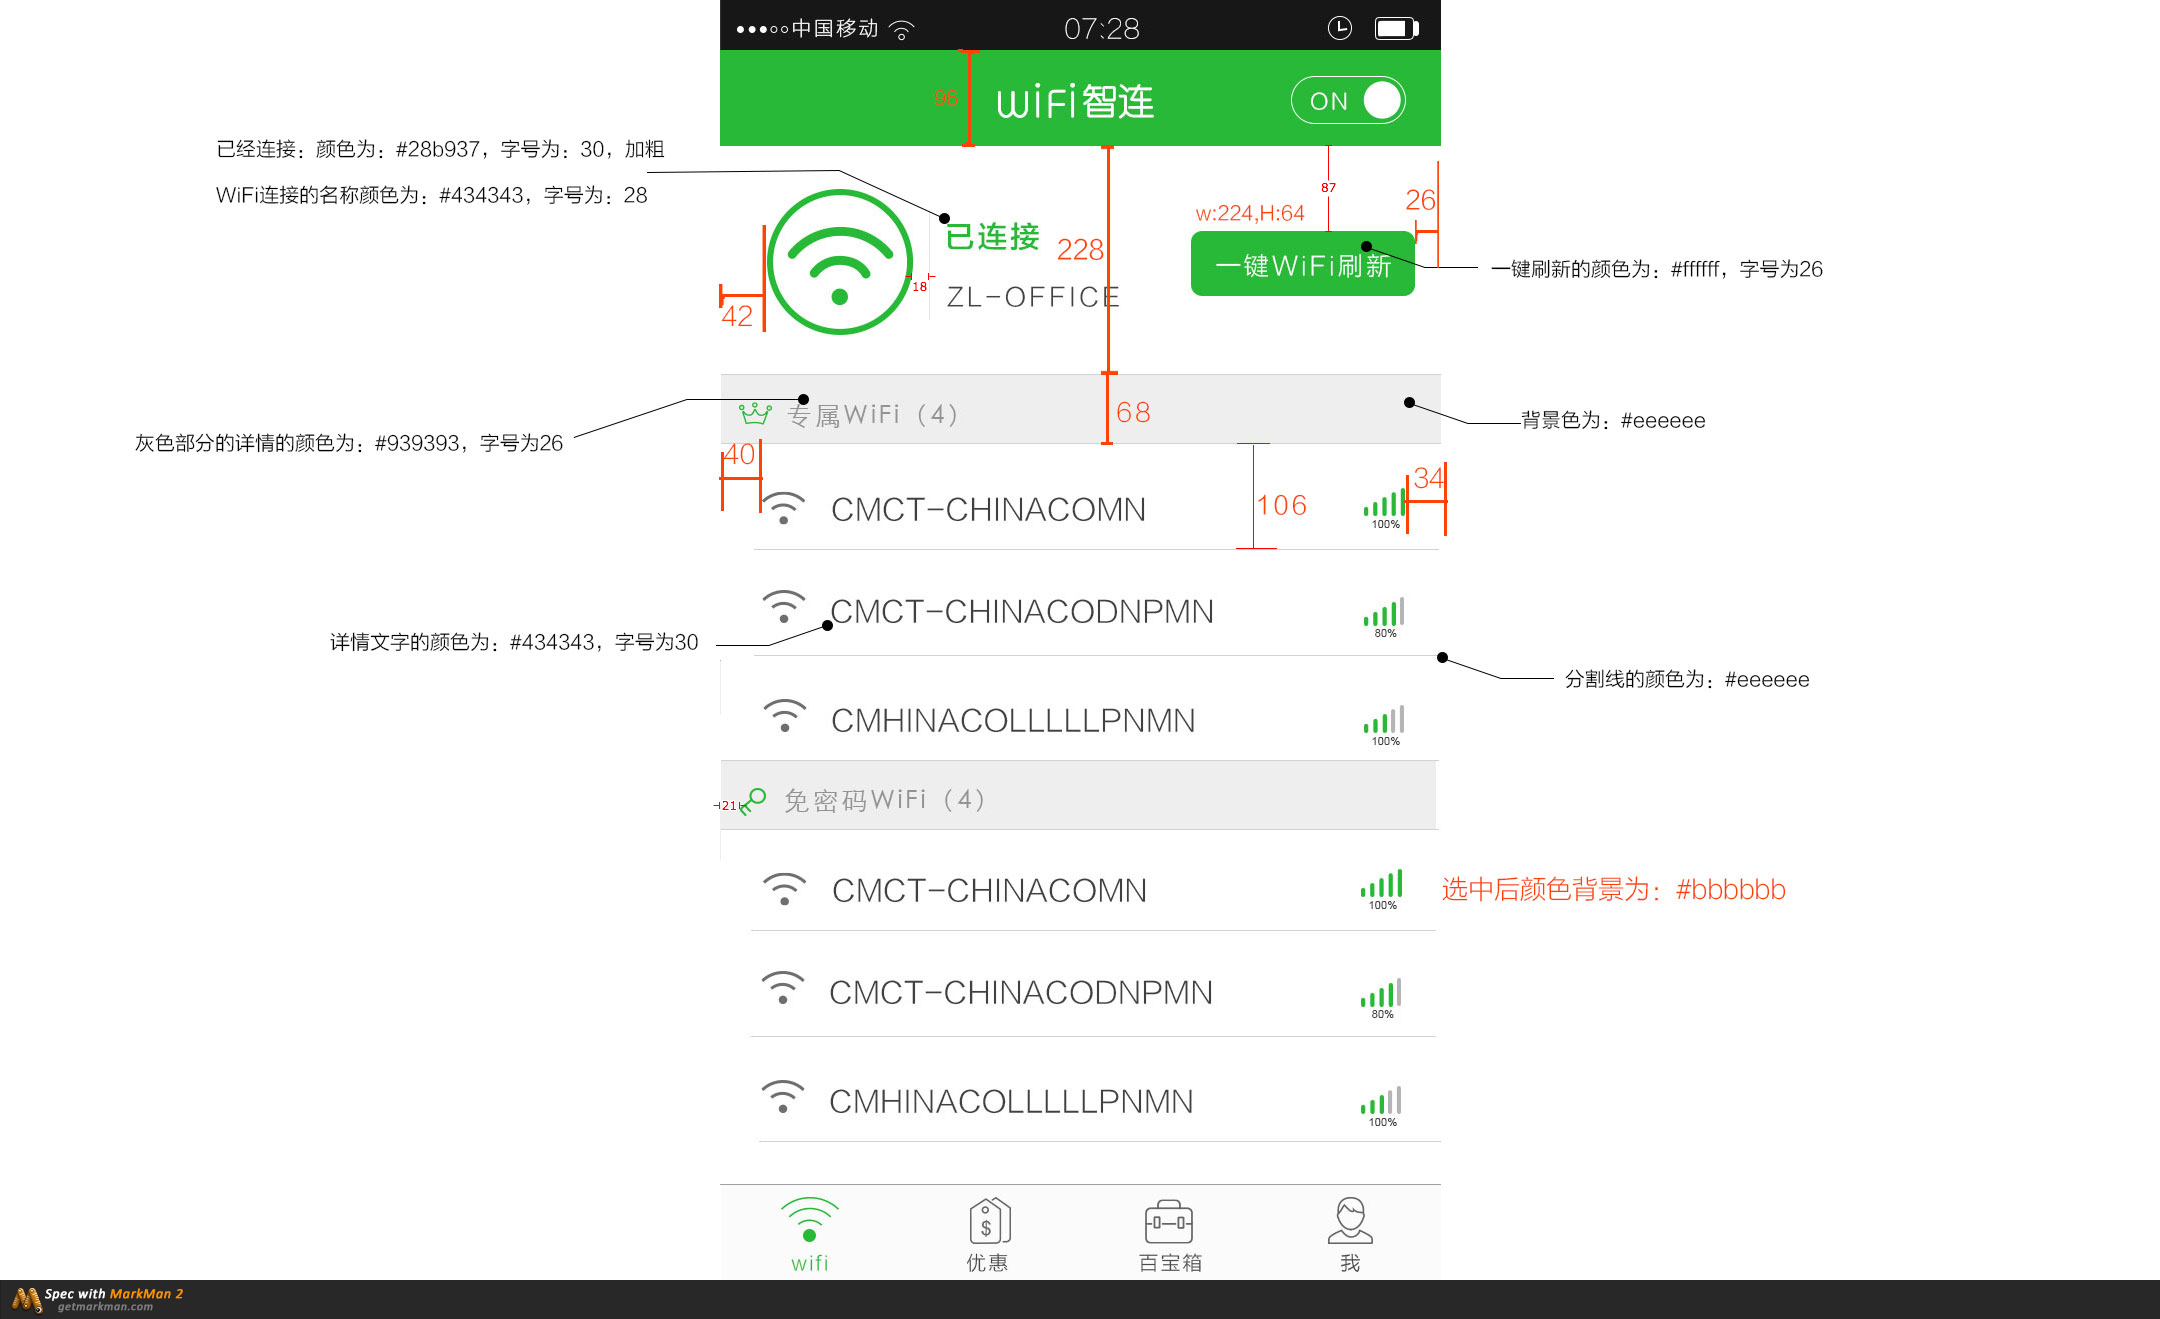 中国移动
07:28
96
WiFi智连
ON
已经连接：颜色为：#28b937，字号为：30，加粗
WiFi连接的名称颜色为：#434343，字号为：28
87
26
w:224,H:64
已连接
228
一键WiFi刷新
一键刷新的颜色为：#ffffff，字号为26
18
ZL-OFFICE
42
专属WiFi（4）
68
背景色为：#eeeeee
灰色部分的详情的颜色为：#939393，字号为26
40
34
CMCT-CHINACOMN
106
100%
CMCT-CHINACODNPMN
80%
详情文字的颜色为：#434343，字号为30
分割线的颜色为：#eeeeee
CMHINACOLLLLLPNMN
100%
21
免密码WiFi（4）
CMCT-CHINACOMN
100%
选中后颜色背景为：#bbbbbb
CMCT-CHINACODNPMN
80%
CMHINACOLLLLLPNMN
100%
$
wifi
优惠
百宝箱
我
Spec with MarkMan 2
getmarkman.com